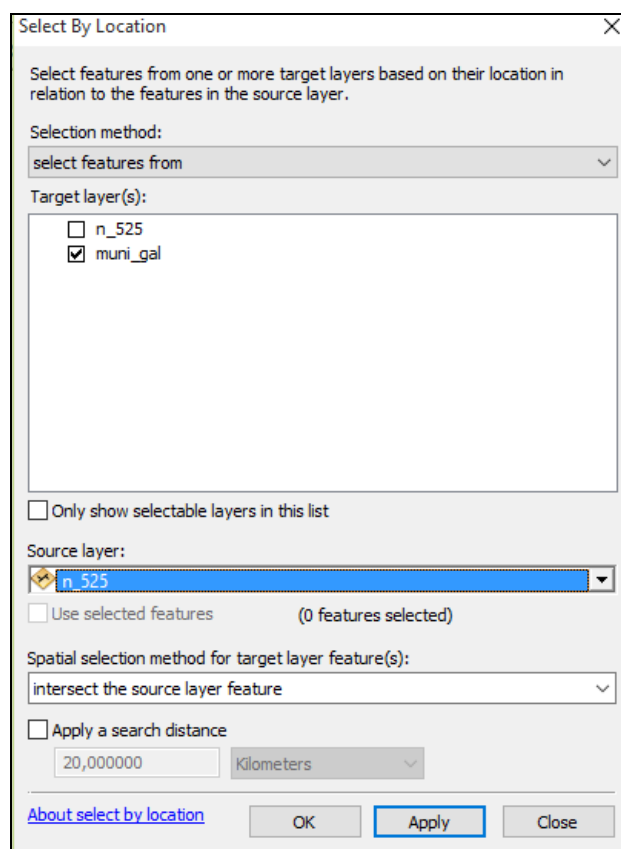 Select By Location
Select features from one or more target layers based on their location in
relation to the features in the source layer.
Selection method:
select features from
Target layer(s):
n_525
muni_gal
Only show selectable layers in this list
Source layer:
n_525
Use selected features (0 features selected)
Spatial selection method for target layer feature(s):
intersect the source layer feature
Apply a search distance
20,000000 Kilometers
About select by location OK Apply Close